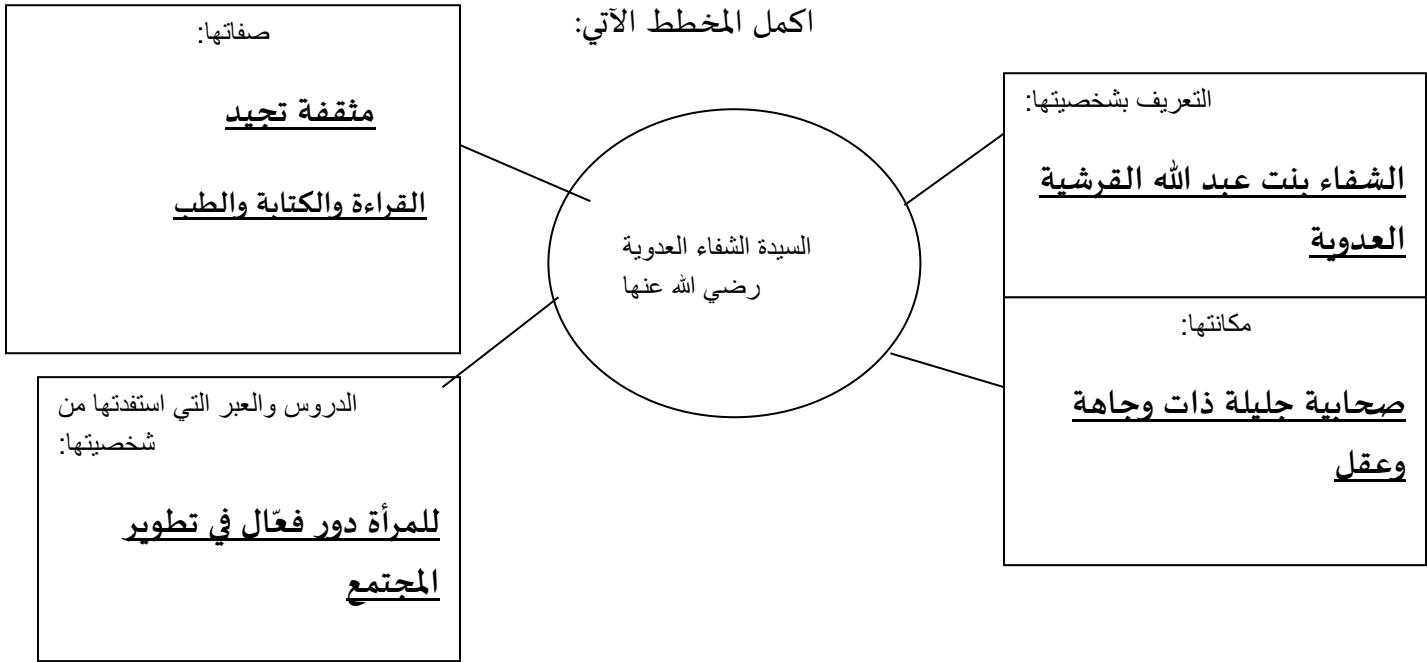 اكمل المخطط الآتي:
التعريف بشخصيتها:
الشفاء بنت عبد الله القرشية
العدوية
مكانتها:
صحابية جليلة ذات وجاهة
وعقل
السيدة الشفاء العدوية
رضي الله عنها
صفاتها:
مثقفة تجيد
القراءة والكتابة والطب
الدروس والعبر التي استفدتها من
شخصيتها:
للمرأة دور فعّال في تطوير
المجتمع